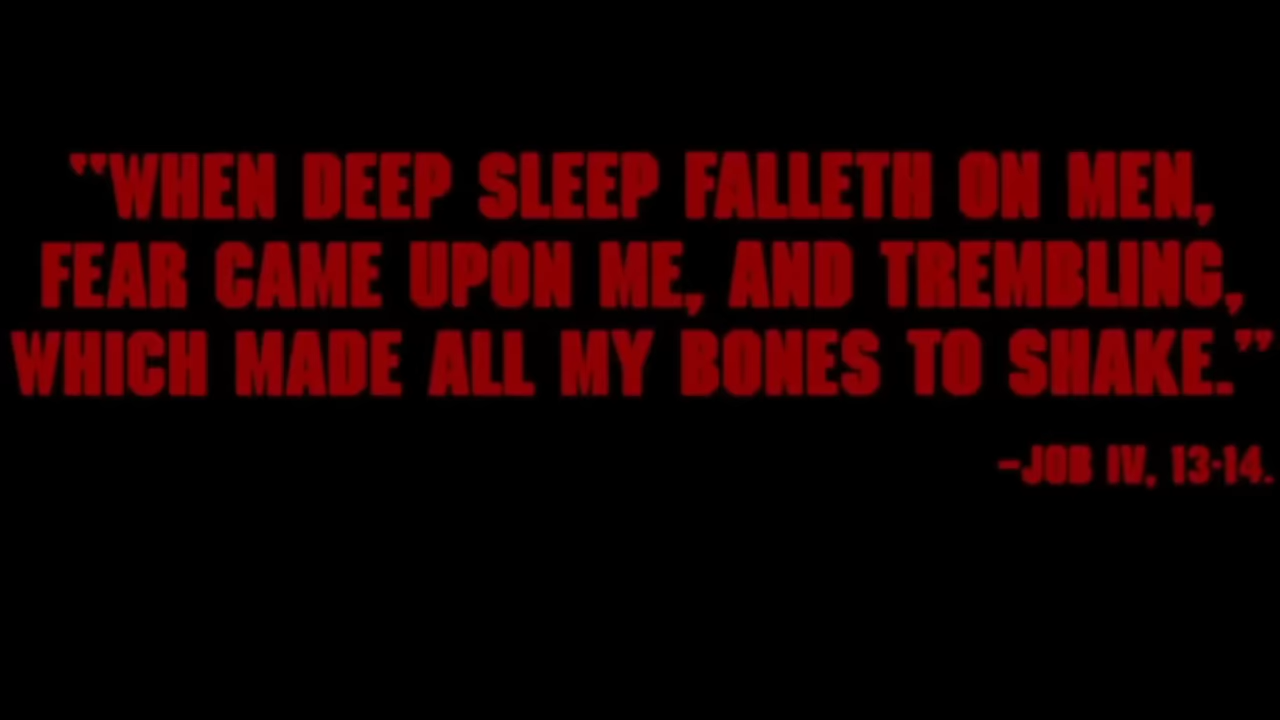 "WHEN DEEP SLEEP FALLETH ON MEN,
FEAR CAME UPON ME, AND TREMBLING,
WHICH MADE ALL MY BONES TO SHAKE."
–JOB IV, 13-14.